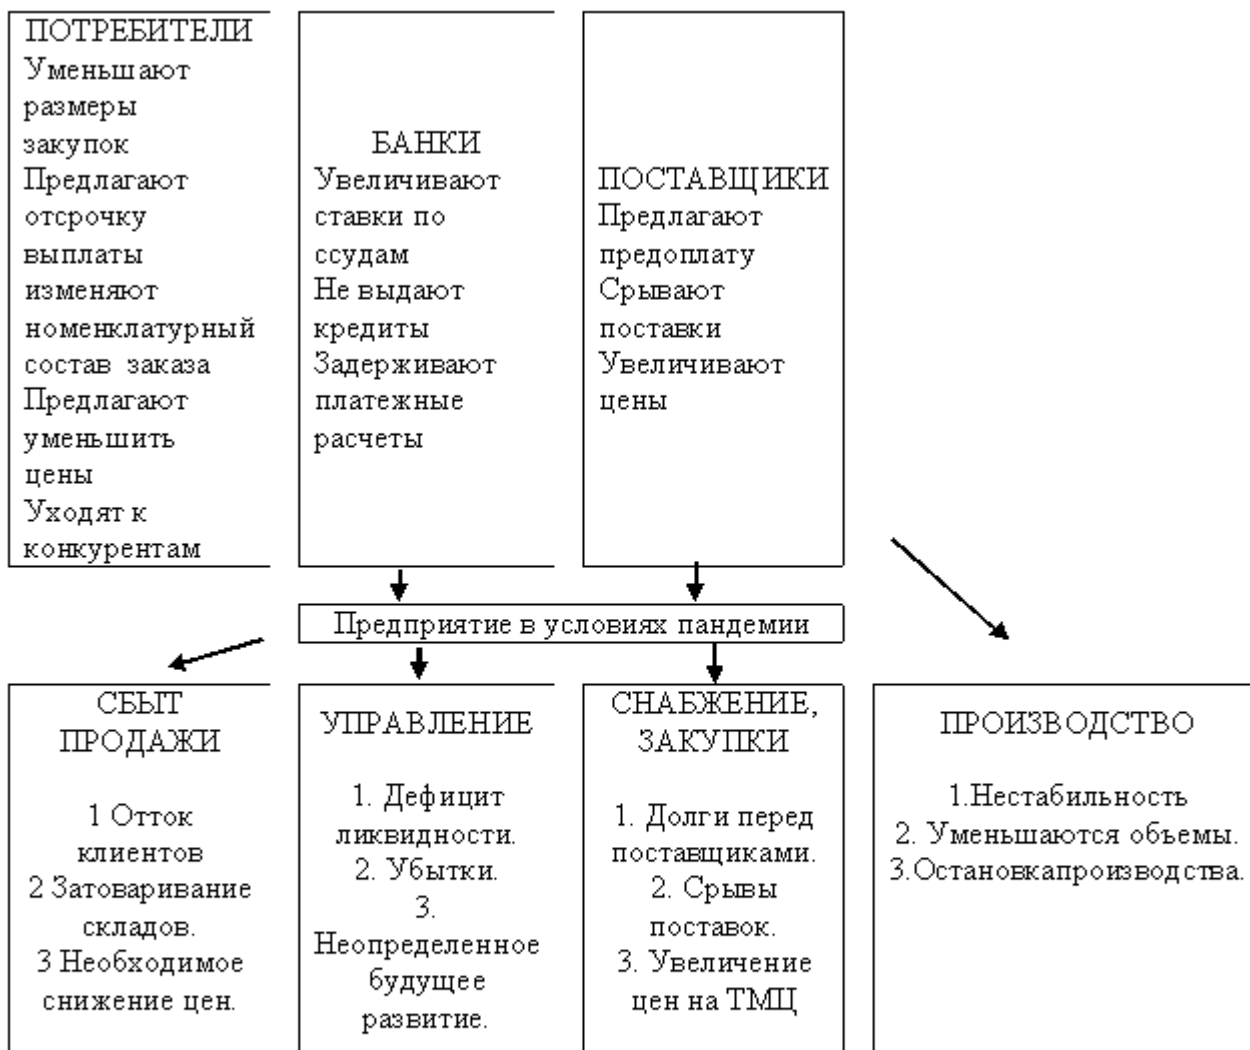 ПОТРЕБИТЕЛИ
Уменьшают
размеры
закупок
Предлагают
отсрочку
выплаты
изменяют
номенклатурный
состав заказа
Предлагают
уменьшить
цены
Уходят к
конкурентам
БАНКИ
Увеличивают
ставки по
ссудам
Не выдают
кредиты
Задерживают
платежные
расчеты
ПОСТАВЩИКИ
Предлагают
предоплату
Срывают
поставки
Увеличивают
цены
Предприятие в условиях пандемии
СБЫТ
ПРОДАЖИ
1 Отток
клиентов
2 Затоваривание
складов.
3 Необходимое
снижение цен.
УПРАВЛЕНИЕ
1. Дефицит
ликвидности.
2. Убытки.
3.
Неопределенное
будущее
развитие.
СНАБЖЕНИЕ,
ЗАКУПКИ
1. Долги перед
поставщиками.
2. Срывы
поставок.
3. Увеличение
цен на ТМЦ
ПРОИЗВОДСТВО
1.Нестабильность
2. Уменьшаются объемы.
3.Остановкапроизводства.